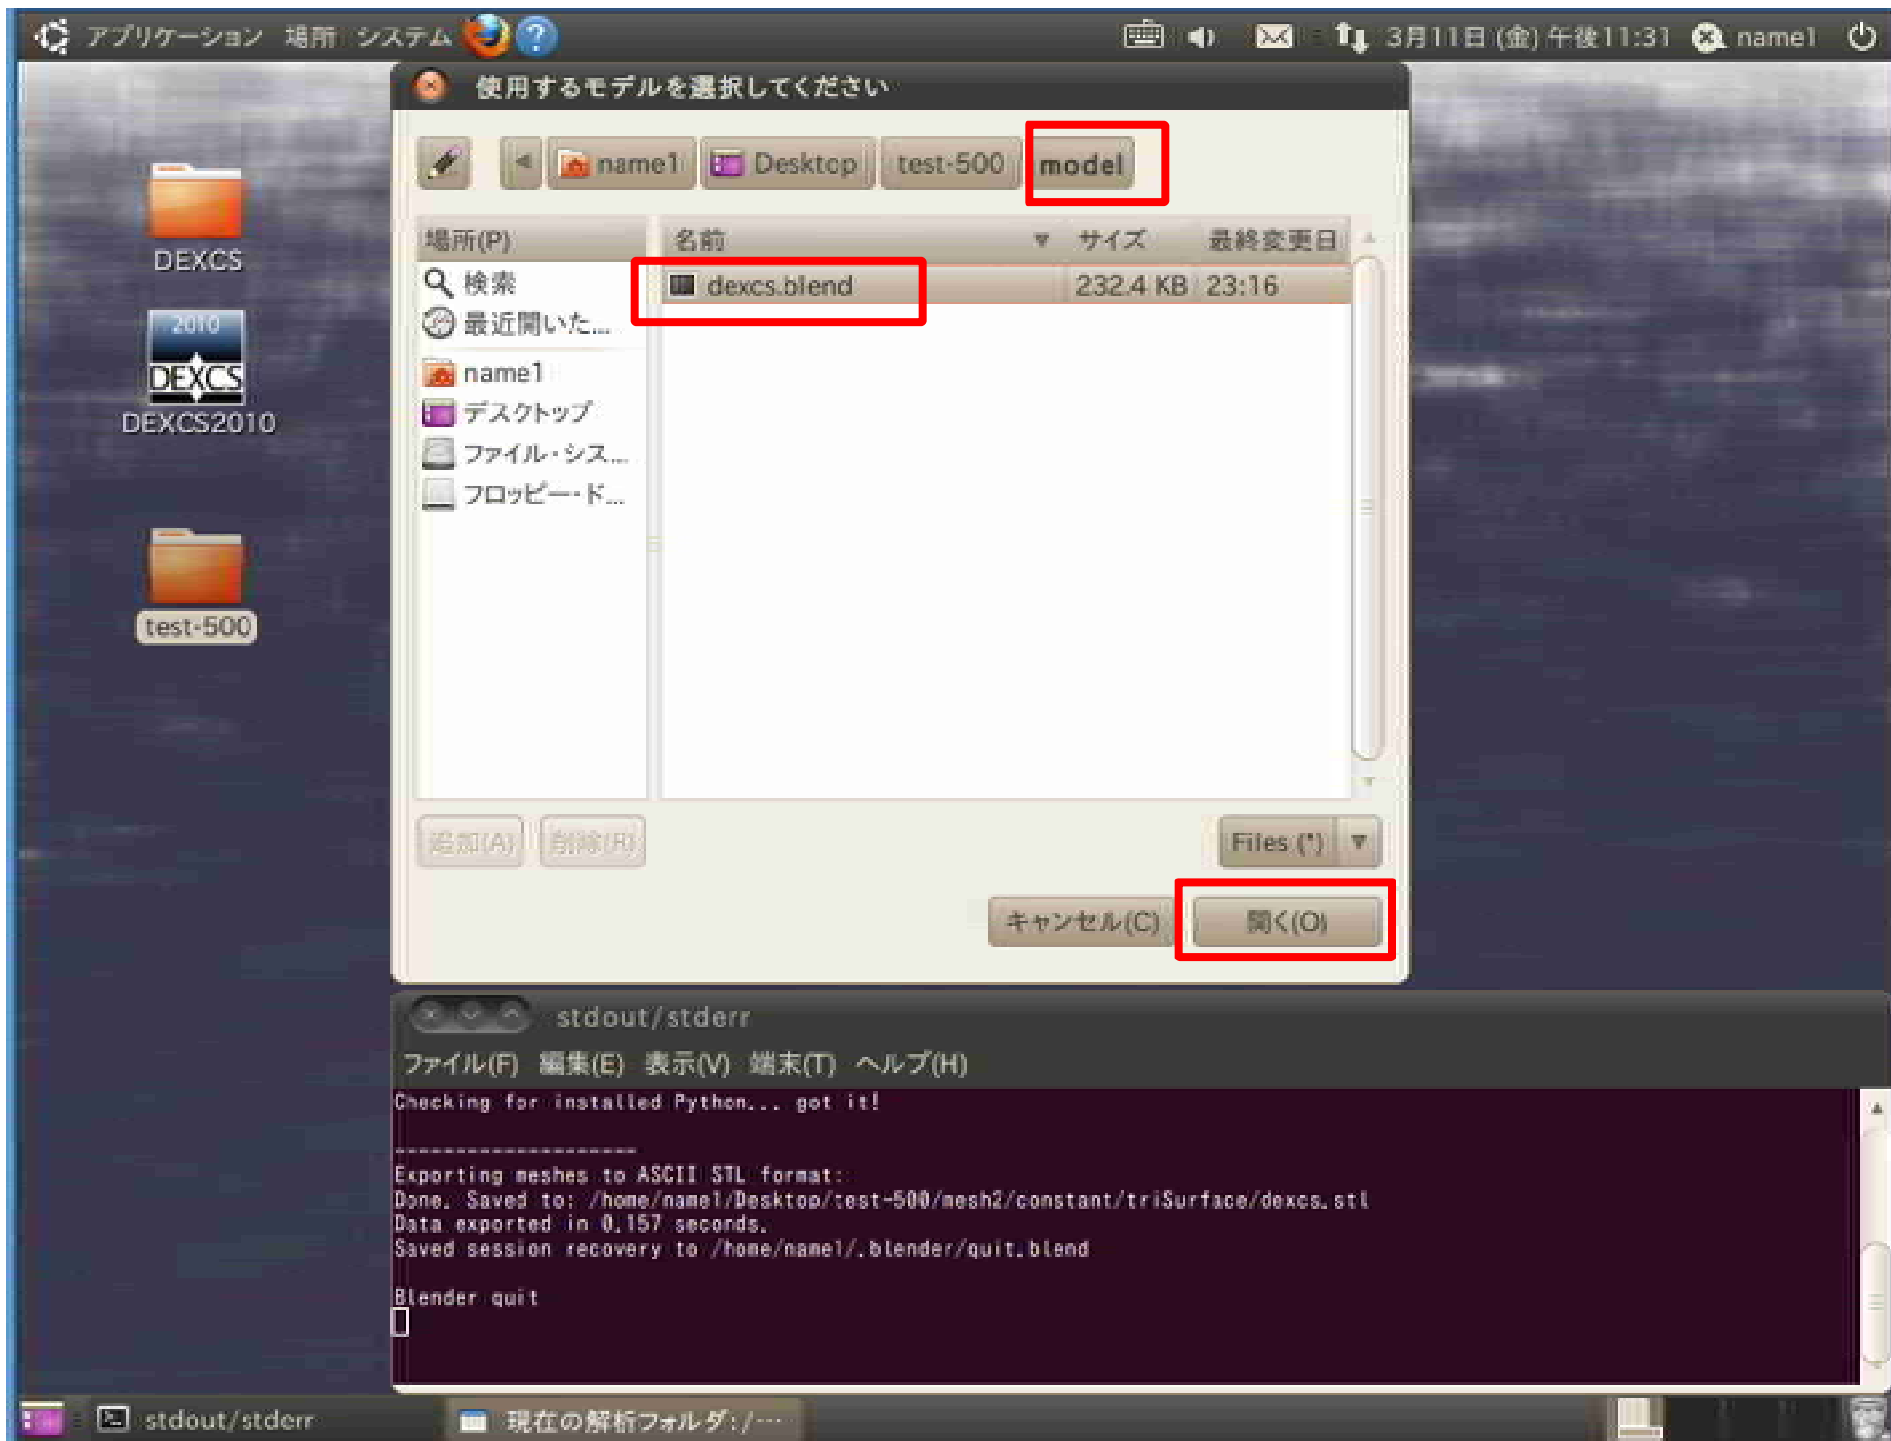 アプリケーション 場所 システム
3月11日 (金) 午後11:31 name1
使用するモデルを選択してください
name1 Desktop test-500 model
場所(P) 名前 サイズ 最終変更日
検索
dexcs.blend 232.4 KB 23:16
最近開いた...
name1
デスクトップ
ファイル・シス...
フロッピー・ド...
追加(A) 削除(R) Files (*)
キャンセル(C) 開く(O)
DEXCS
2010
DEXCS
DEXCS2010
test-500
stdout/stderr
ファイル(F) 編集(E) 表示(V) 端末(T) ヘルプ(H)
Checking for installed Python... got it!
--------------------
Exporting meshes to ASCII STL format:
Done. Saved to: /home/name1/Desktop/test-500/mesh2/constant/triSurface/dexcs.stl
Data exported in 0.157 seconds.
Saved session recovery to /home/name1/.blender/quit.blend
Blender quit
stdout/stderr 現在の解析フォルダ:/…